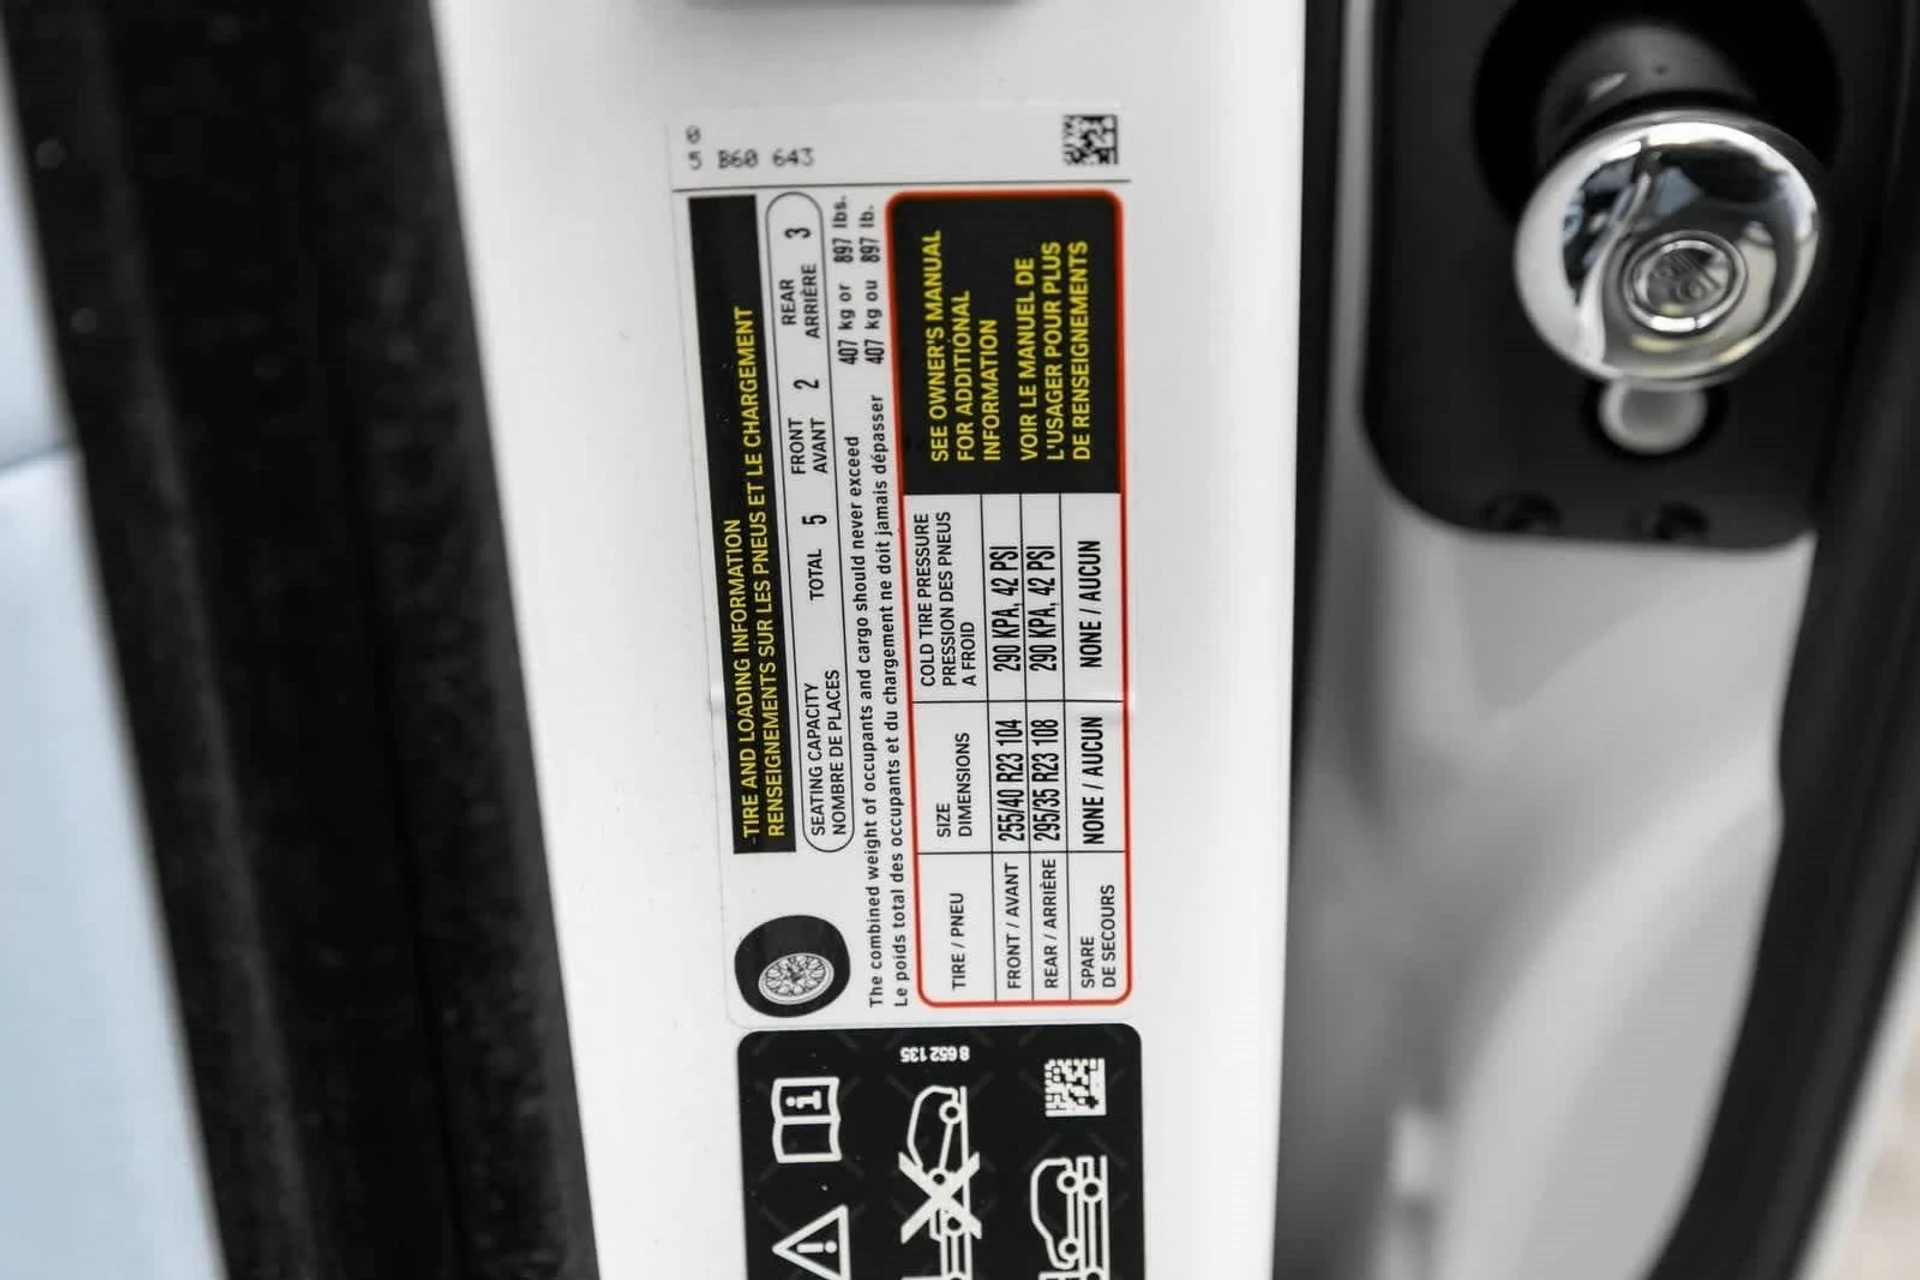 0
5 B60 643
TIRE AND LOADING INFORMATION
RENSEIGNEMENTS SUR LES PNEUS ET LE CHARGEMENT
SEATING CAPACITY TOTAL 5 FRONT 2 REAR 3
NOMBRE DE PLACES AVANT ARRIÈRE
The combined weight of occupants and cargo should never exceed 407 kg or 897 lbs.
Le poids total des occupants et du chargement ne doit jamais dépasser 407 kg ou 897 lb.
TIRE / PNEU
SIZE
DIMENSIONS
COLD TIRE PRESSURE
PRESSION DES PNEUS
A FROID
FRONT / AVANT 255/40 R23 104 290 KPA, 42 PSI
REAR / ARRIÈRE 295/35 R23 108 290 KPA, 42 PSI
SPARE
DE SECOURS
NONE / AUCUN NONE / AUCUN
SEE OWNER'S MANUAL
FOR ADDITIONAL
INFORMATION
VOIR LE MANUEL DE
L'USAGER POUR PLUS
DE RENSEIGNEMENTS
8 652 135